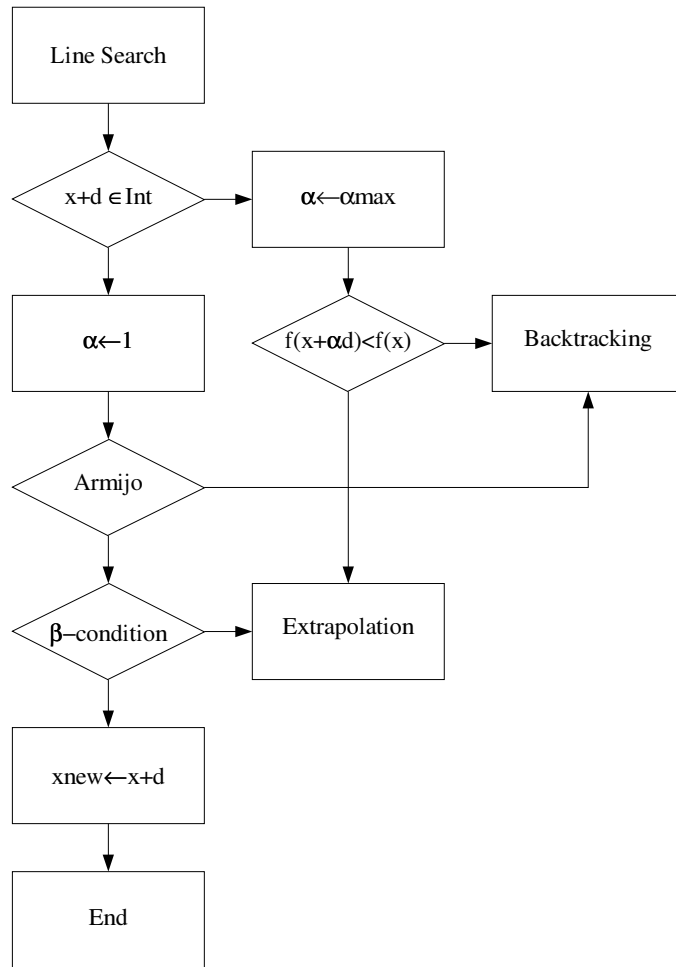 Line Search
x+d ∈Int
α←αmax
α←1
f(x+αd)<f(x)
Backtracking
Armijo
β−condition
Extrapolation
xnew←x+d
End